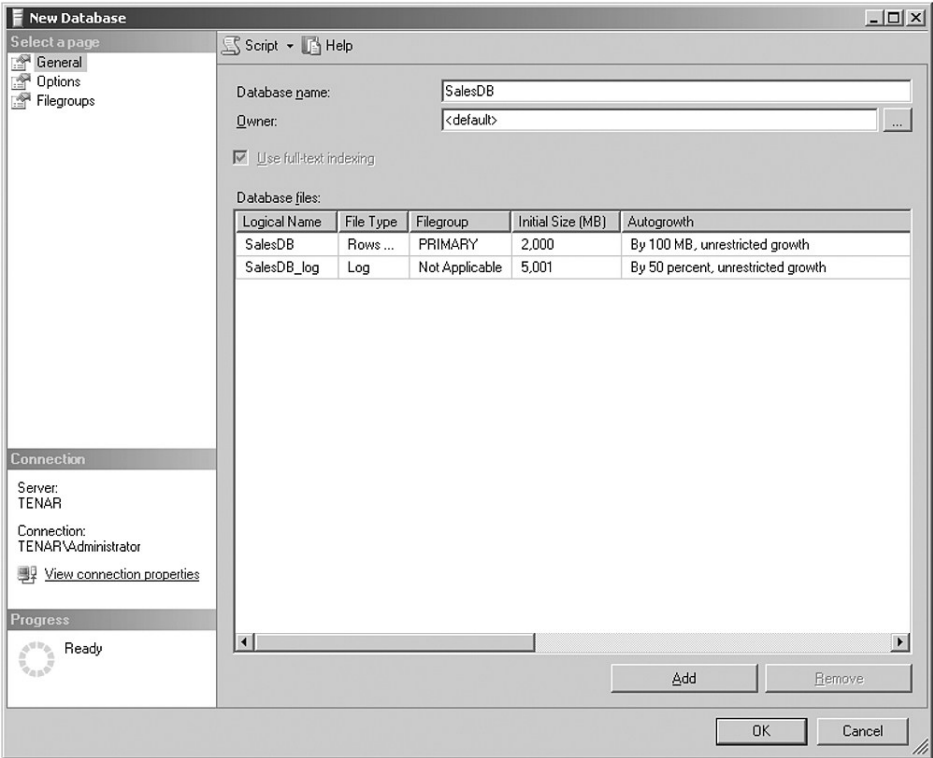 New Database
Select a page
General
Options
Filegroups
Script Help
Database name: SalesDB
Owner: <default> ...
Use full-text indexing
Database files:
Logical Name File Type Filegroup Initial Size (MB) Autogrowth
SalesDB Rows ... PRIMARY 2,000 By 100 MB, unrestricted growth
SalesDB_log Log Not Applicable 5,001 By 50 percent, unrestricted growth
Connection
Server:
TENAR
Connection:
TENAR\Administrator
View connection properties
Progress
Ready
Add Remove
OK Cancel